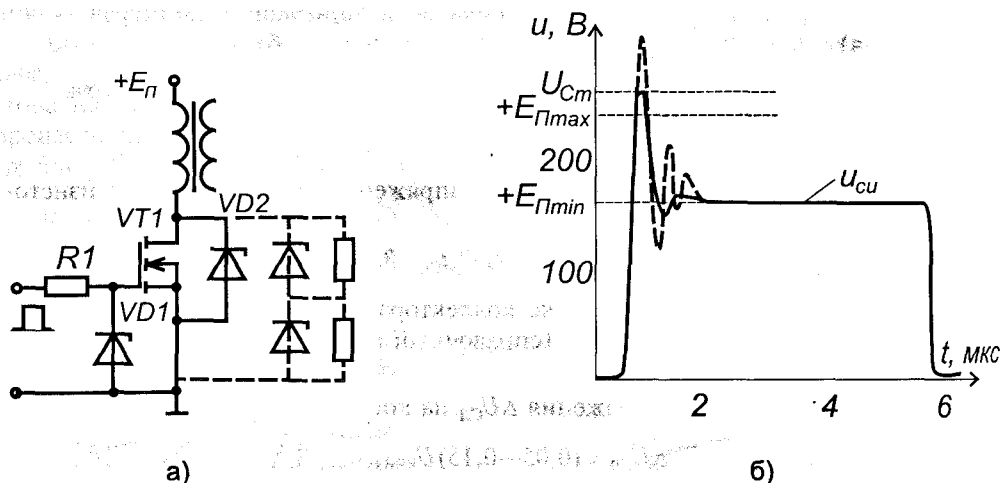 +Eп
VT1
VD2
R1
VD1
а)
u, В
UCm
+EПmax
200
+EПmin
uси
100
t, мкс
2
4
6
б)